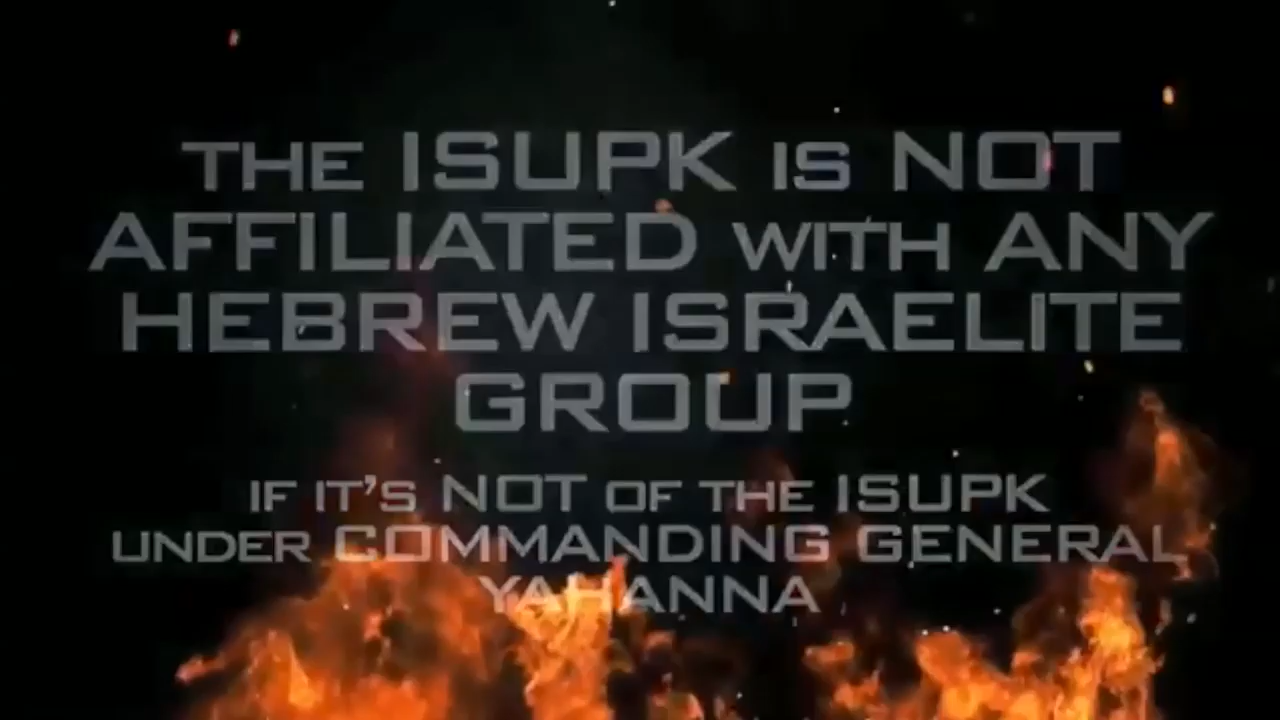 THE ISUPK IS NOT
AFFILIATED WITH ANY
HEBREW ISRAELITE
GROUP
IF IT'S NOT OF THE ISUPK
UNDER COMMANDING GENERAL
YAHANNA